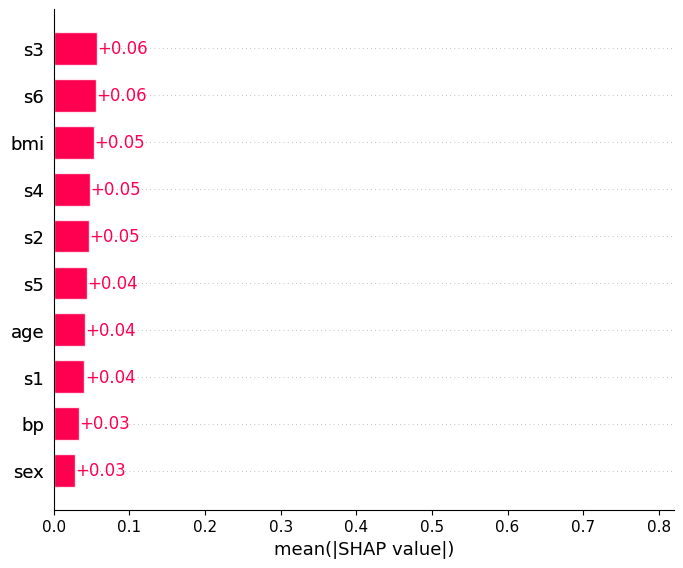 s3 +0.06
s6 +0.06
bmi +0.05
s4 +0.05
s2 +0.05
s5 +0.04
age +0.04
s1 +0.04
bp +0.03
sex +0.03
0.0 0.1 0.2 0.3 0.4 0.5 0.6 0.7 0.8
mean(|SHAP value|)